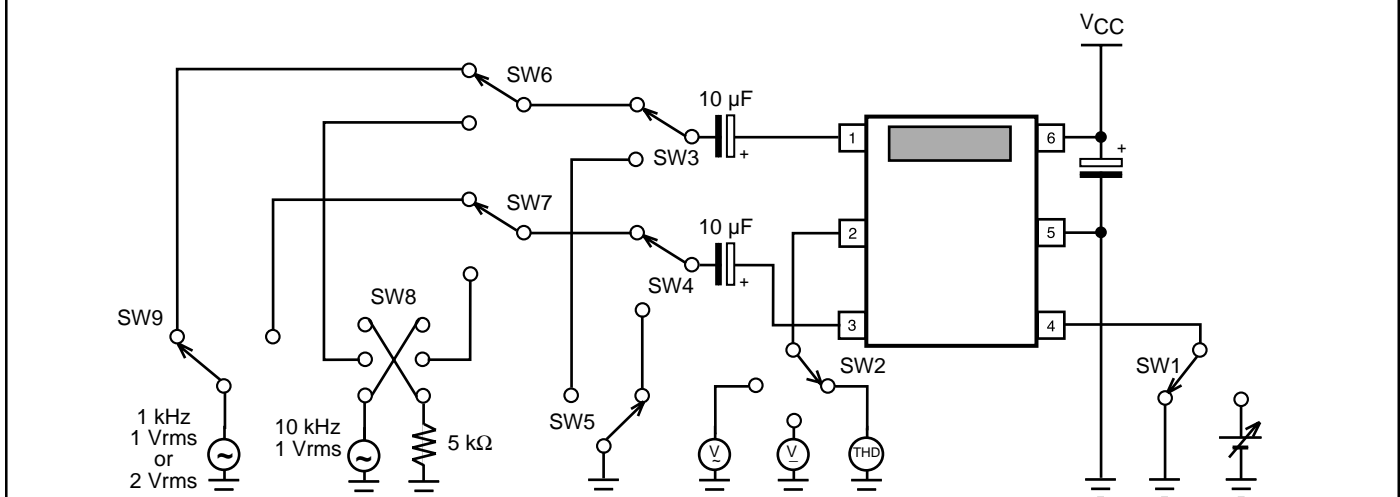 VCC
SW6
10 µF
+
1
6
+
SW3
SW7
10 µF
+
2
5
SW4
SW8
SW9
3
4
SW2
SW1
SW5
1 kHz
1 Vrms
or
2 Vrms
~
10 kHz
1 Vrms
~
5 kΩ
V
~
V
–
THD